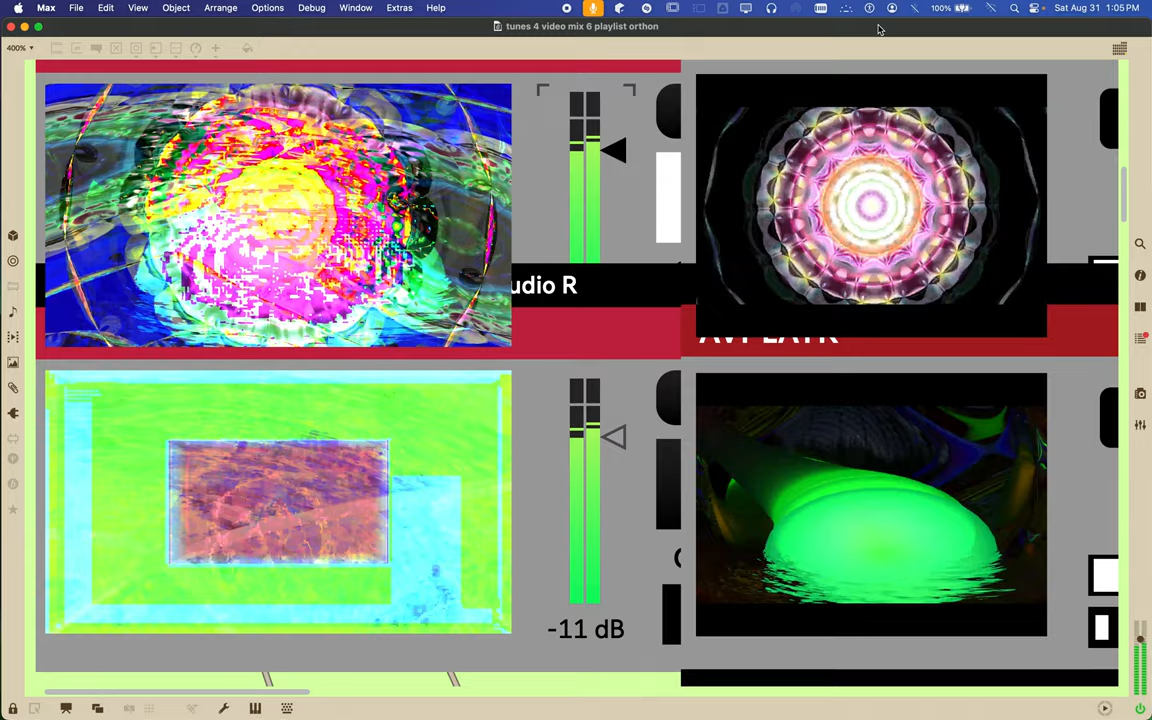 Max File Edit View Object Arrange Options Debug Window Extras Help 100% Sat Aug 31 1:05 PM
tunes 4 video mix 6 playlist orthon
400%
udio R
-11 dB